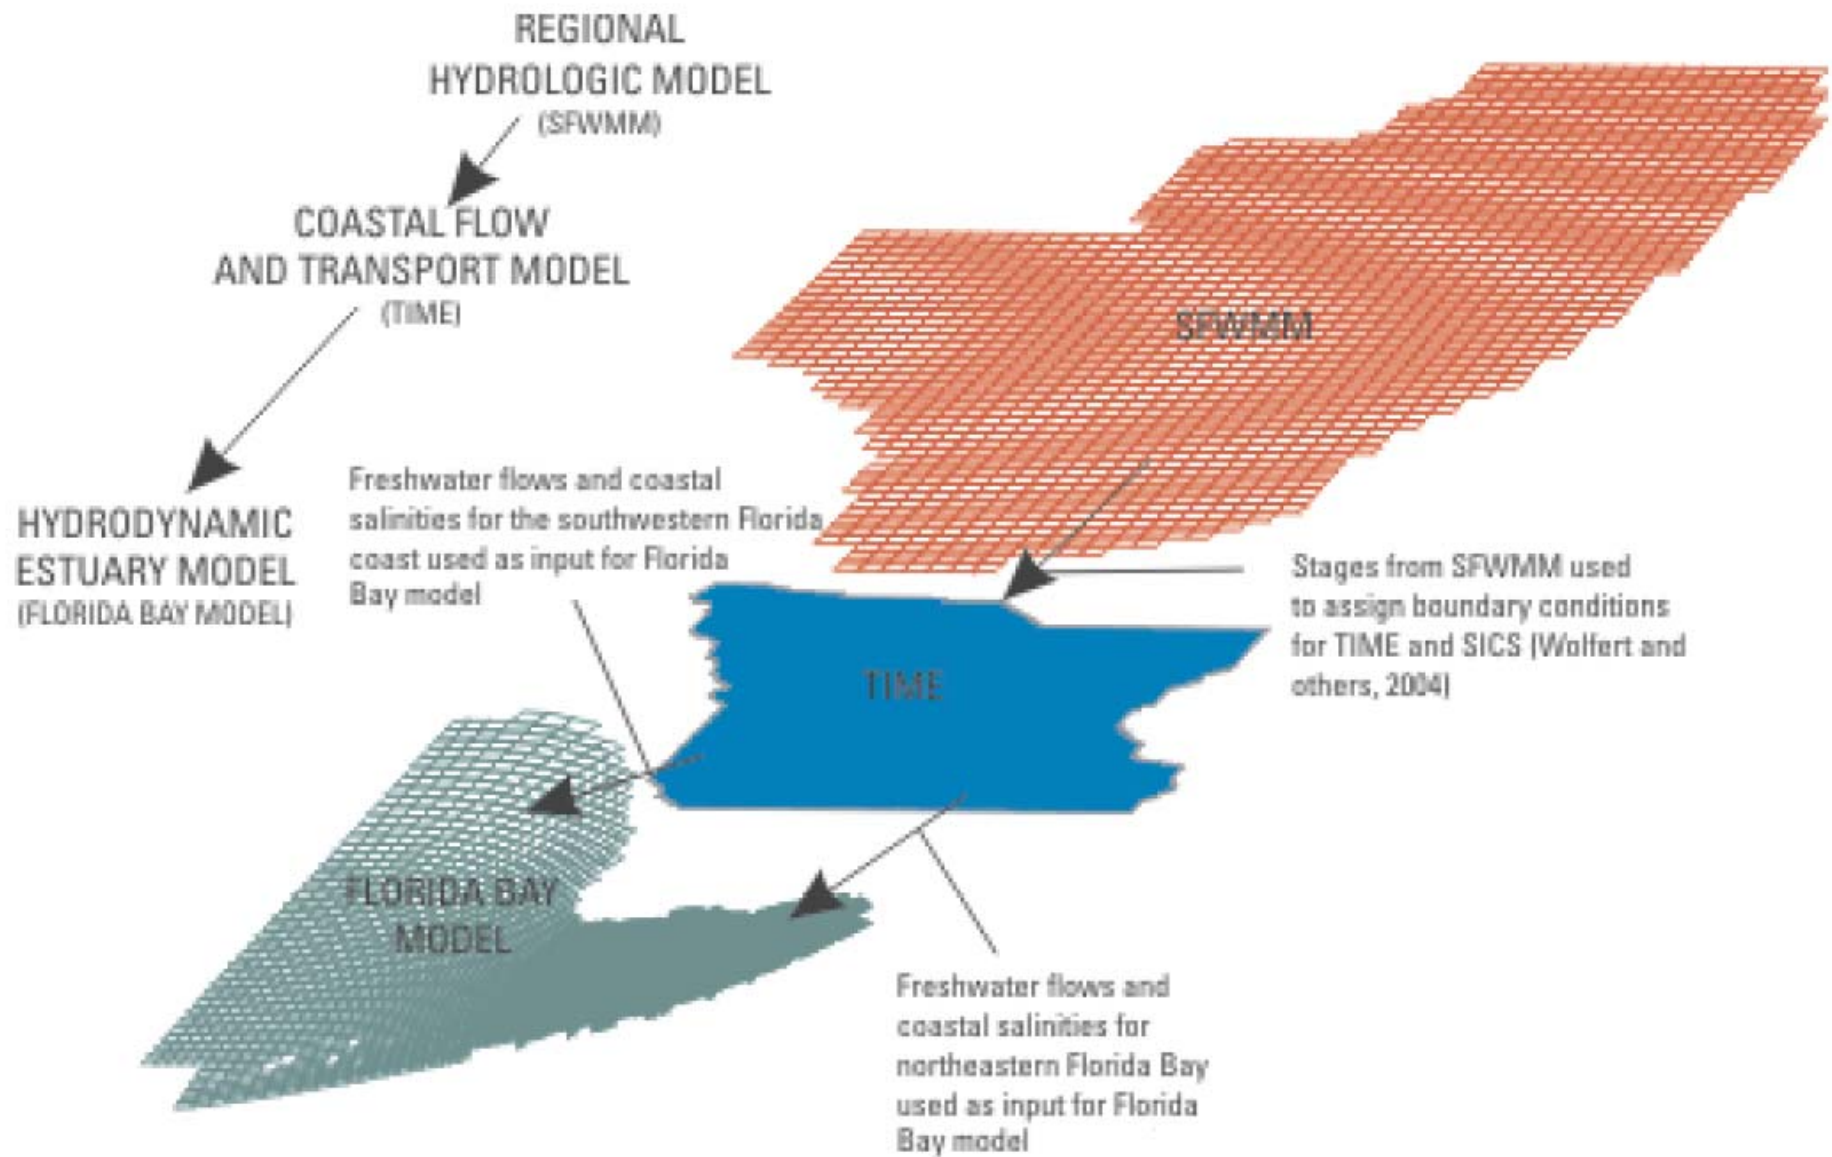 REGIONAL
HYDROLOGIC MODEL
(SFWMM)
COASTAL FLOW
AND TRANSPORT MODEL
(TIME)
HYDRODYNAMIC
ESTUARY MODEL
(FLORIDA BAY MODEL)
Freshwater flows and coastal
salinities for the southwestern Florida
coast used as input for Florida
Bay model
SFWMM
Stages from SFWMM used
to assign boundary conditions
for TIME and SICS (Wolfert and
others, 2004)
TIME
FLORIDA BAY
MODEL
Freshwater flows and
coastal salinities for
northeastern Florida Bay
used as input for Florida
Bay model